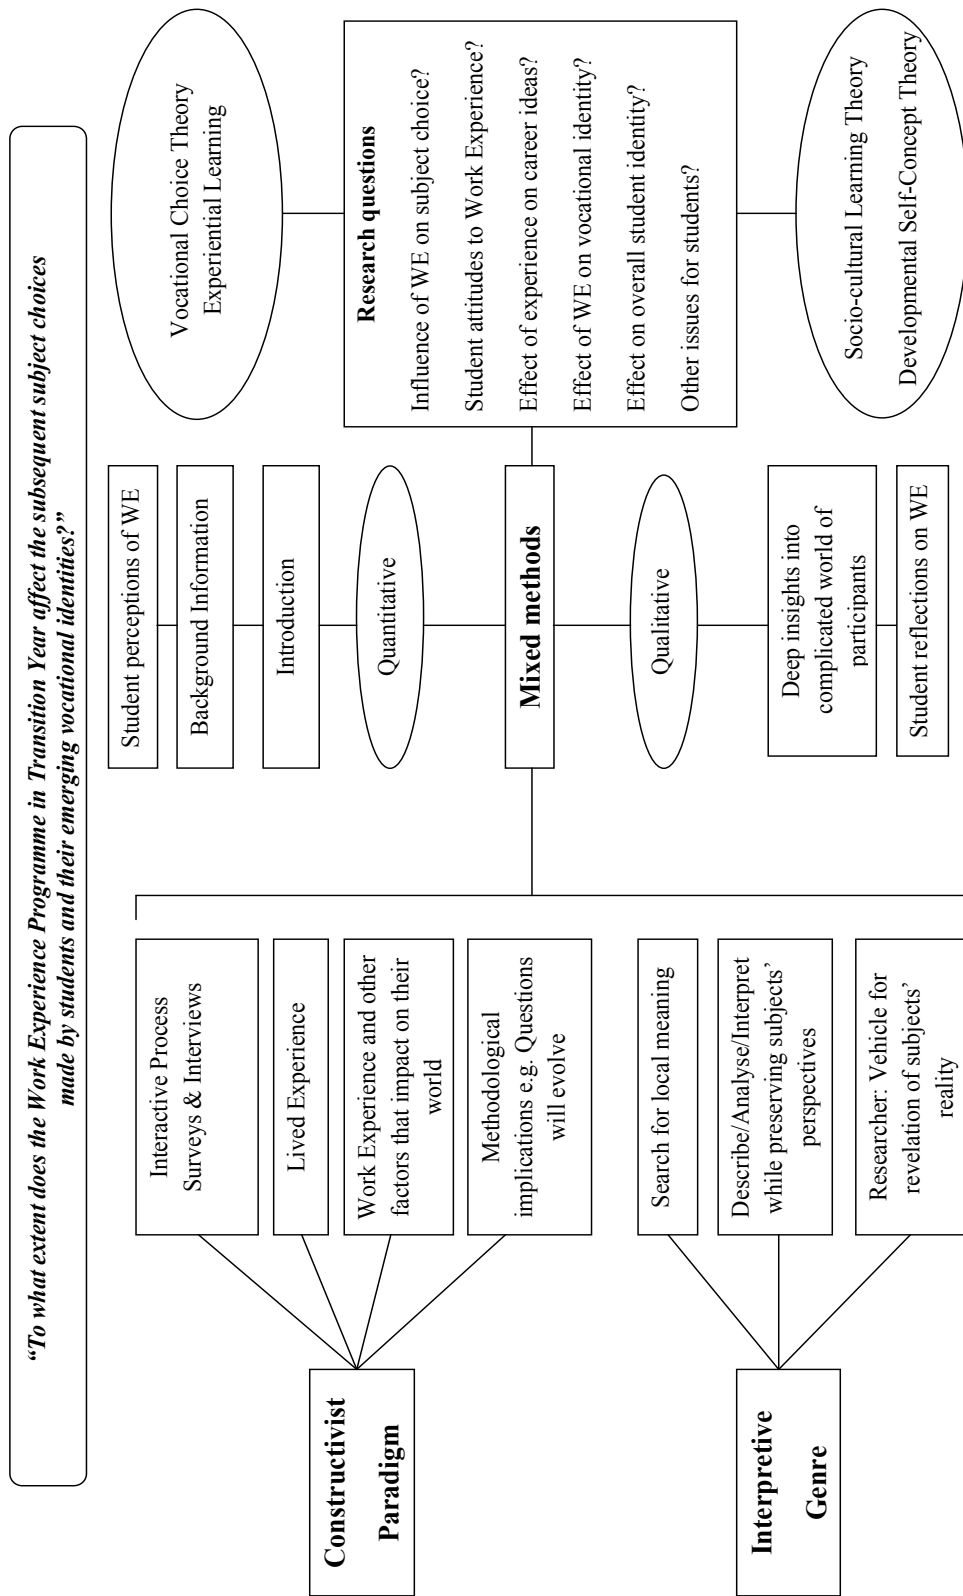 “To what extent does the Work Experience Programme in Transition Year affect the subsequent subject choices
made by students and their emerging vocational identities?”
Constructivist
Paradigm
Interactive Process
Surveys & Interviews
Lived Experience
Work Experience and other
factors that impact on their
world
Methodological
implications e.g. Questions
will evolve
Interpretive
Genre
Search for local meaning
Describe/Analyse/Interpret
while preserving subjects’
perspectives
Researcher: Vehicle for
revelation of subjects’
reality
Student perceptions of WE
Background Information
Introduction
Quantitative
Mixed methods
Qualitative
Deep insights into
complicated world of
participants
Student reflections on WE
Vocational Choice Theory
Experiential Learning
Research questions
Influence of WE on subject choice?
Student attitudes to Work Experience?
Effect of experience on career ideas?
Effect of WE on vocational identity?
Effect on overall student identity?
Other issues for students?
Socio-cultural Learning Theory
Developmental Self-Concept Theory